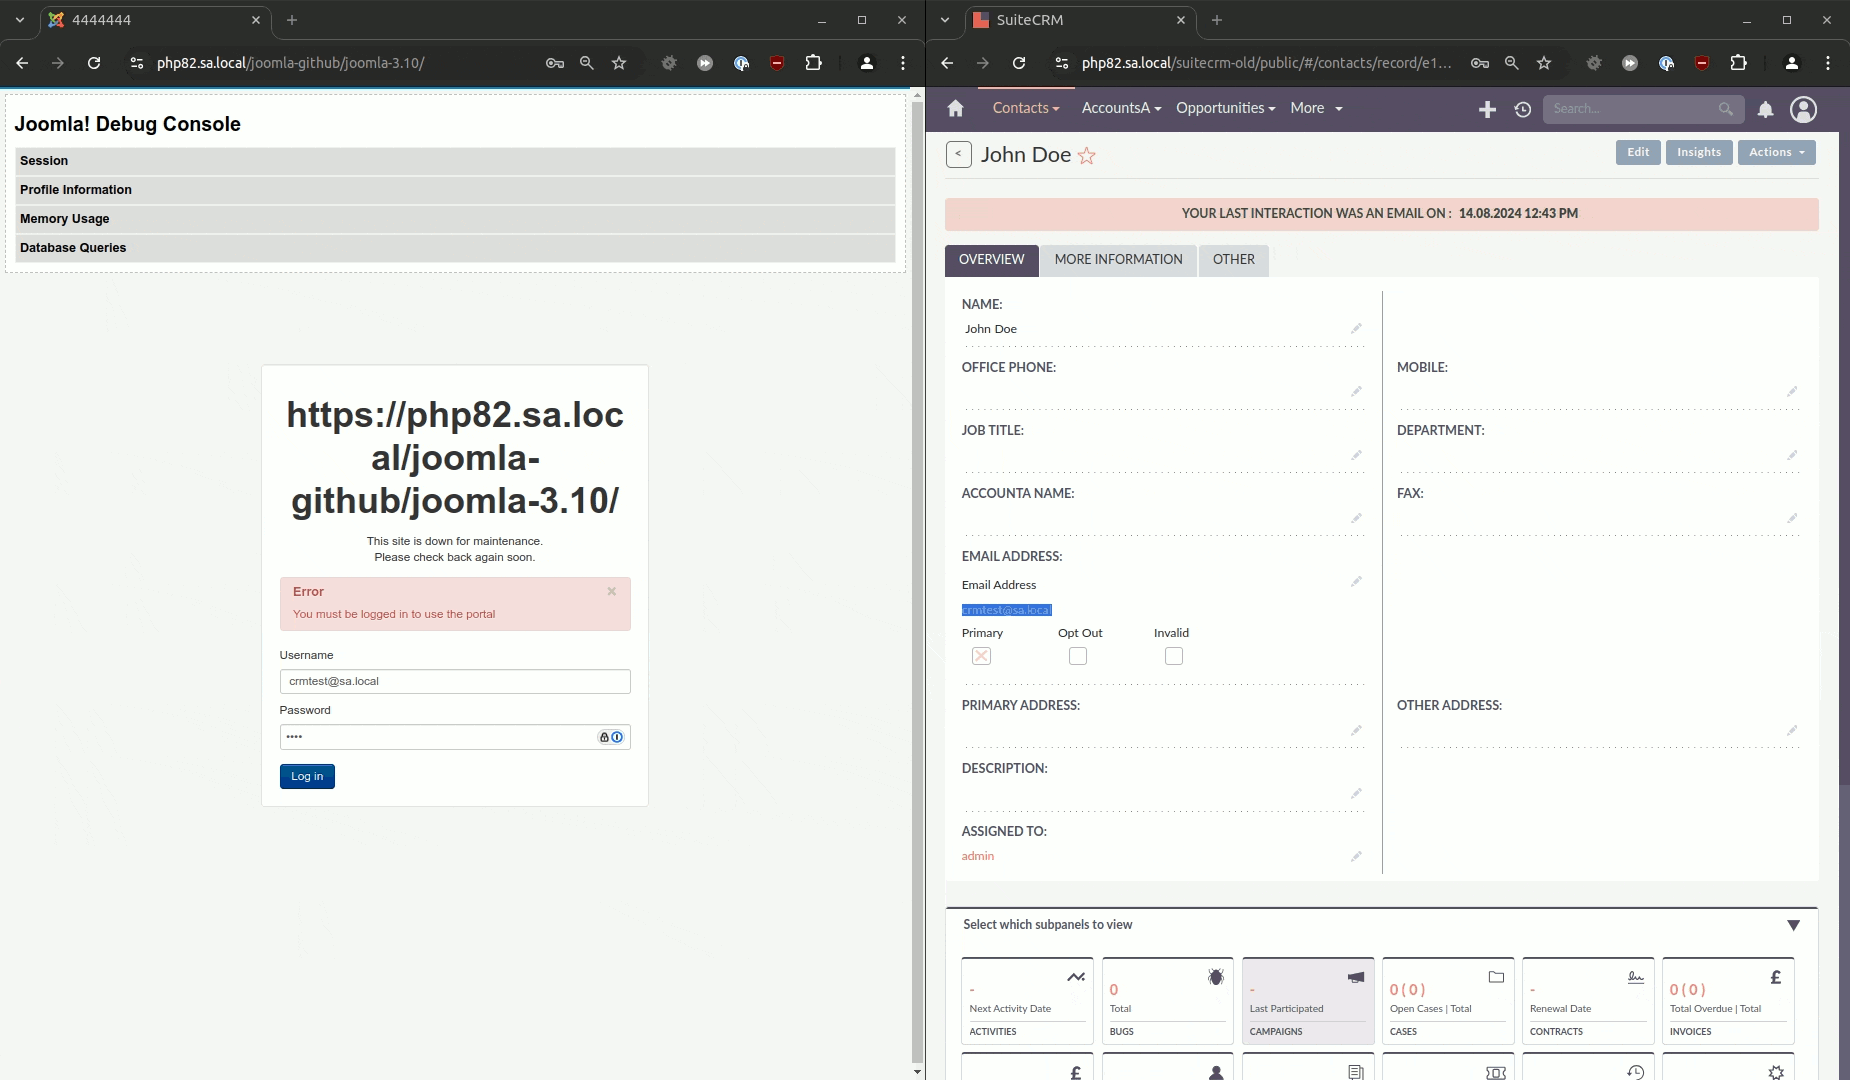 4444444
php82.sa.local/joomla-github/joomla-3.10/
Joomla! Debug Console
Session
Profile Information
Memory Usage
Database Queries
https://php82.sa.loc
al/joomla-
github/joomla-3.10/
This site is down for maintenance.
Please check back again soon.
Error
You must be logged in to use the portal
Username
crmtest@sa.local
Password
Log in
SuiteCRM
php82.sa.local/suitecrm-old/public/#/contacts/record/e1...
Contacts
AccountsA
Opportunities
More
Search...
< John Doe
Edit
Insights
Actions
YOUR LAST INTERACTION WAS AN EMAIL ON : 14.08.2024 12:43 PM
OVERVIEW
MORE INFORMATION
OTHER
NAME:
John Doe
OFFICE PHONE:
MOBILE:
JOB TITLE:
DEPARTMENT:
ACCOUNTA NAME:
FAX:
EMAIL ADDRESS:
Email Address
crmtest@sa.local
Primary
Opt Out
Invalid
PRIMARY ADDRESS:
OTHER ADDRESS:
DESCRIPTION:
ASSIGNED TO:
admin
Select which subpanels to view
-
Next Activity Date
ACTIVITIES
0
Total
BUGS
-
Last Participated
CAMPAIGNS
0 ( 0 )
Open Cases | Total
CASES
-
Renewal Date
CONTRACTS
£
0 ( 0 )
Total Overdue | Total
INVOICES
£